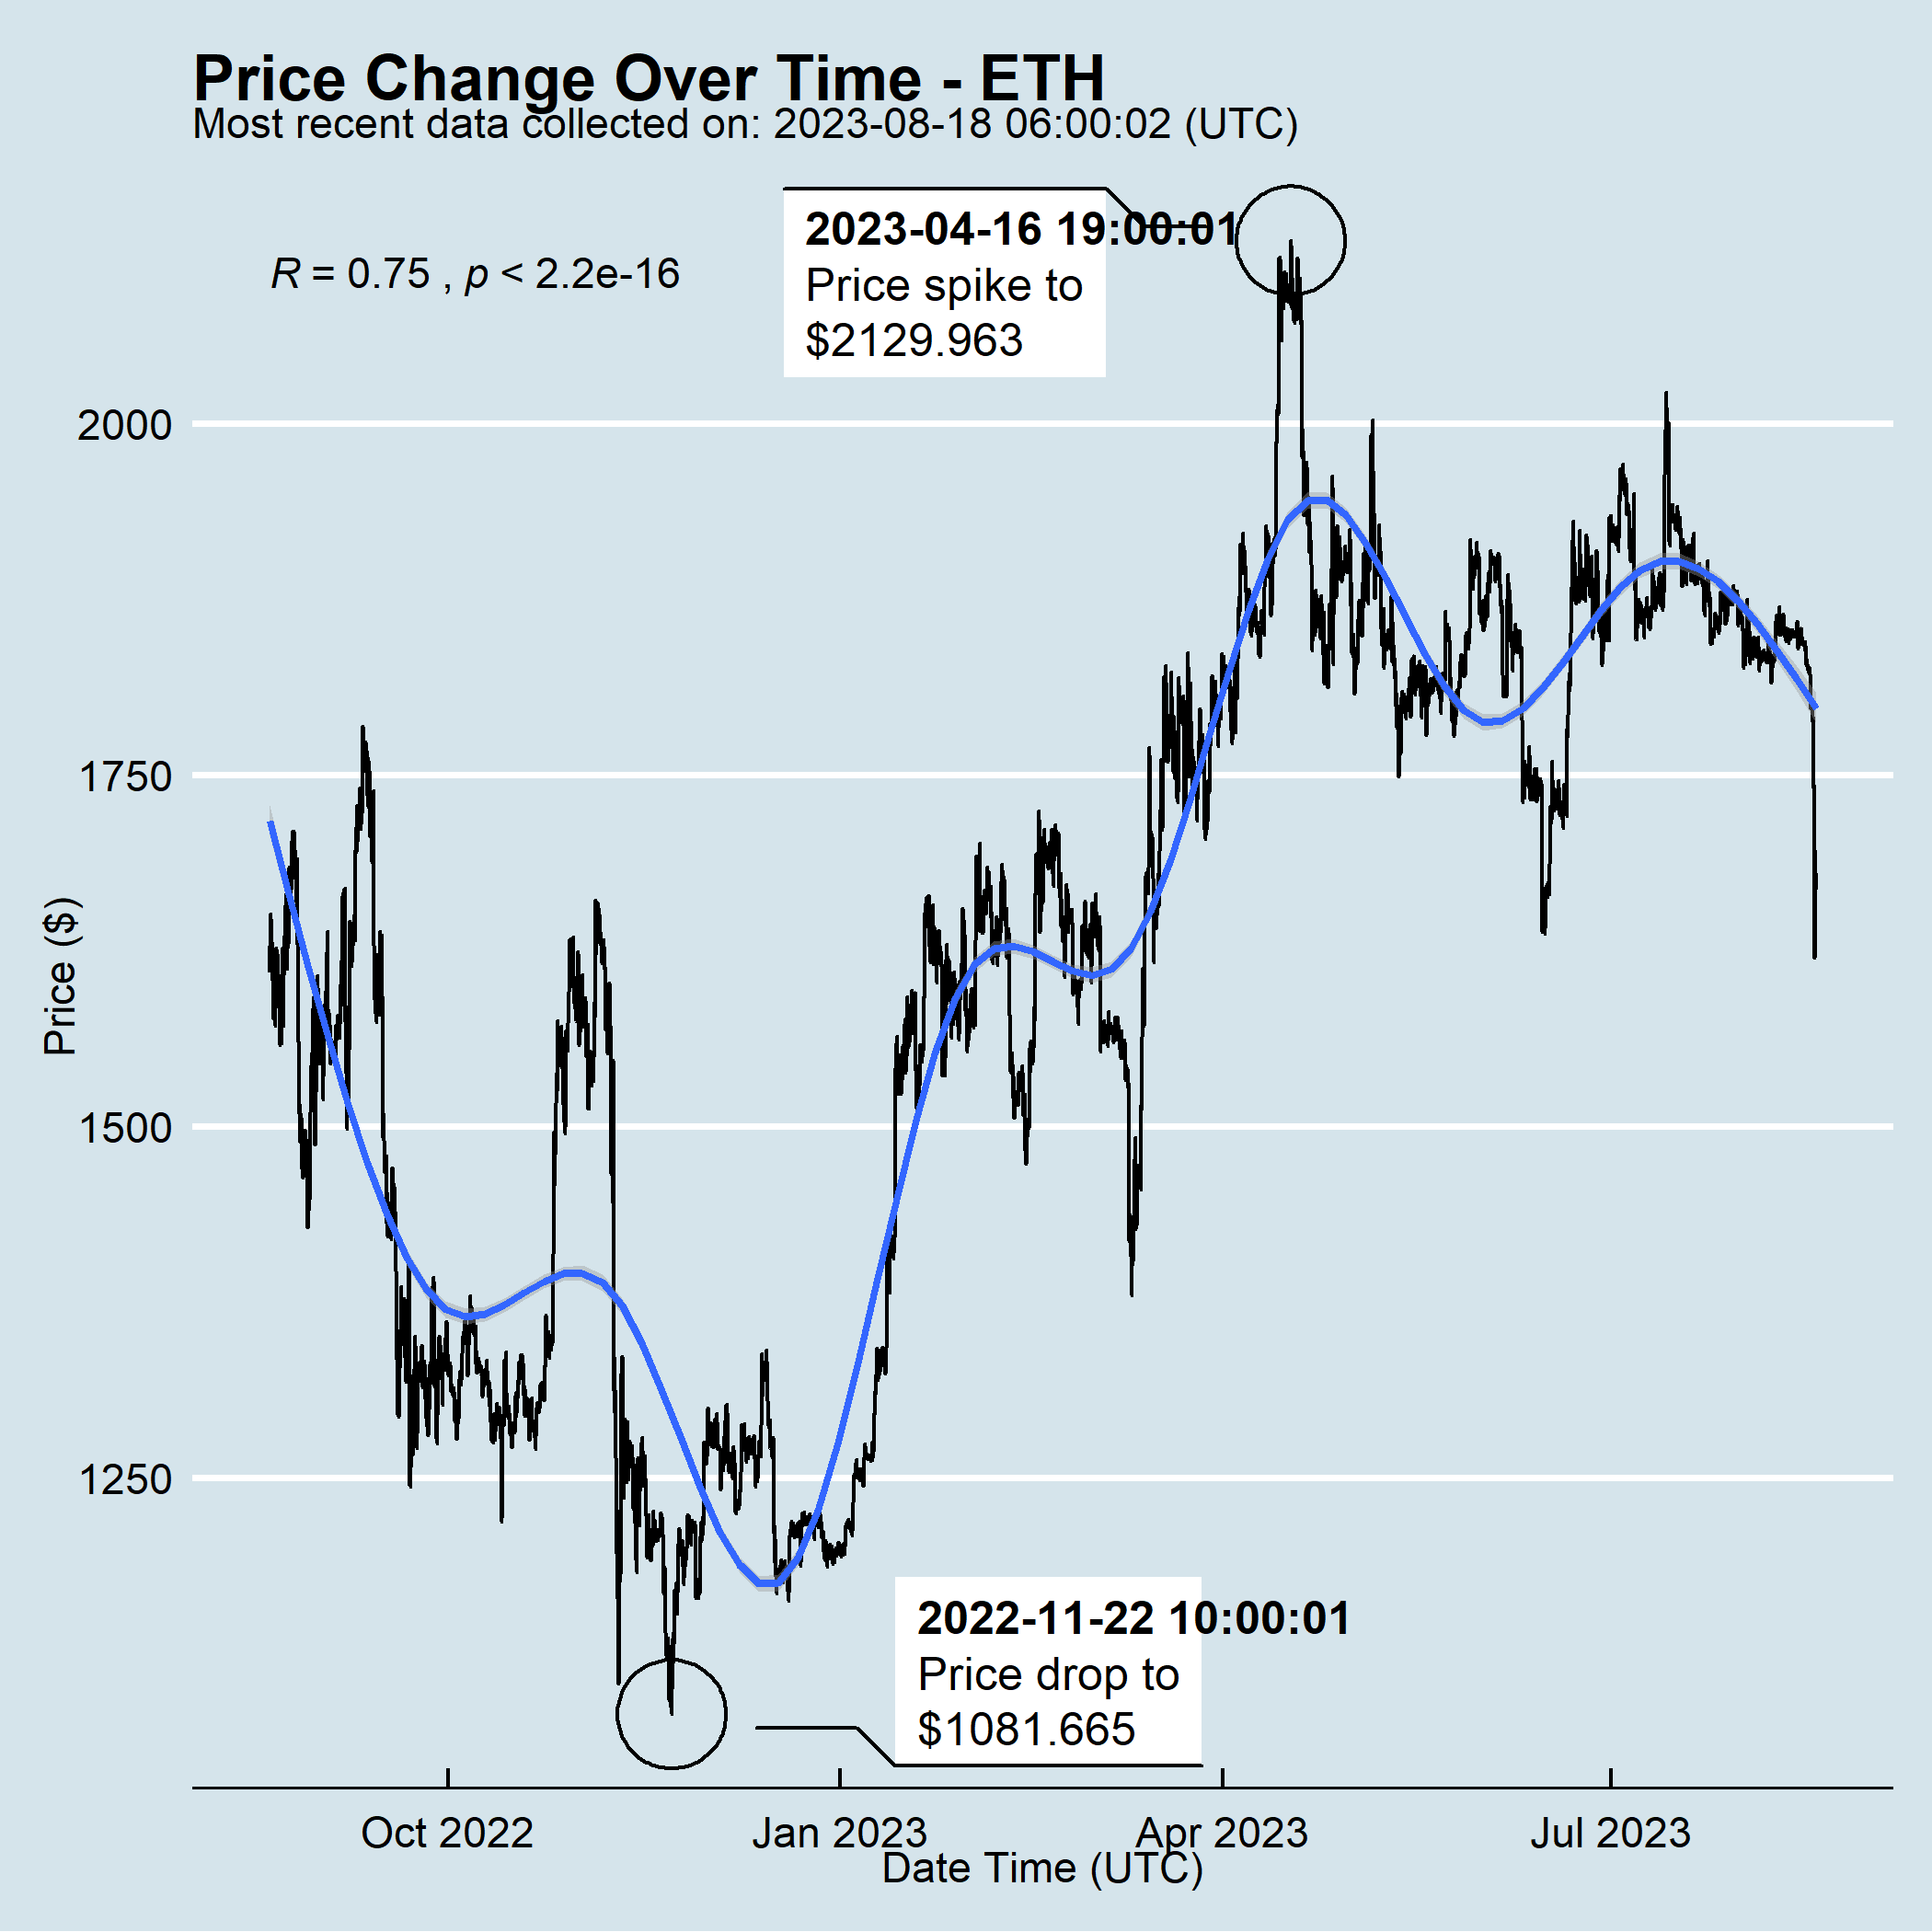 Price Change Over Time - ETH
Most recent data collected on: 2023-08-18 06:00:02 (UTC)
2023-04-16 19:00:01
Price spike to
$2129.963
R = 0.75 , p < 2.2e-16
2000
1750
1500
1250
Price ($)
2022-11-22 10:00:01
Price drop to
$1081.665
Oct 2022
Jan 2023
Apr 2023
Jul 2023
Date Time (UTC)